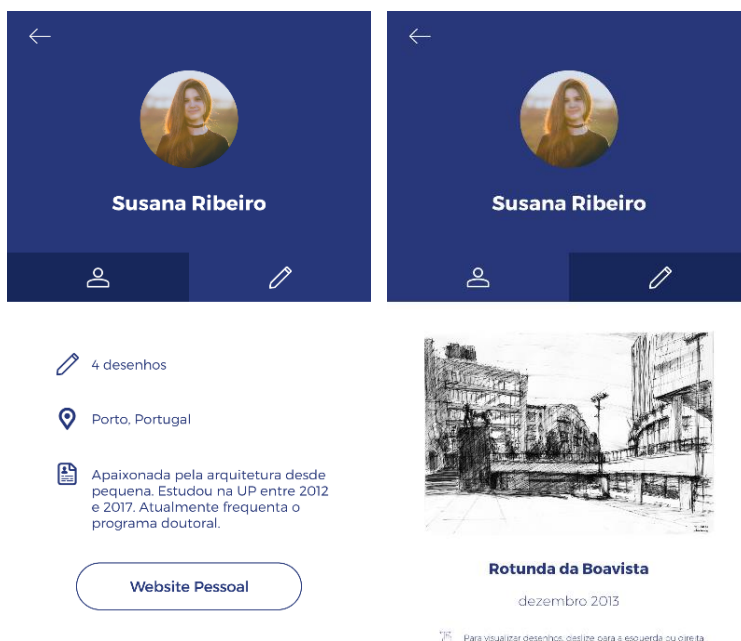 Susana Ribeiro
4 desenhos
Porto, Portugal
Apaixonada pela arquitetura desde
pequena. Estudou na UP entre 2012
e 2017. Atualmente frequenta o
programa doutoral.
Website Pessoal
Susana Ribeiro
Rotunda da Boavista
dezembro 2013
Para visualizar desenhos, deslize para a esquerda ou direita